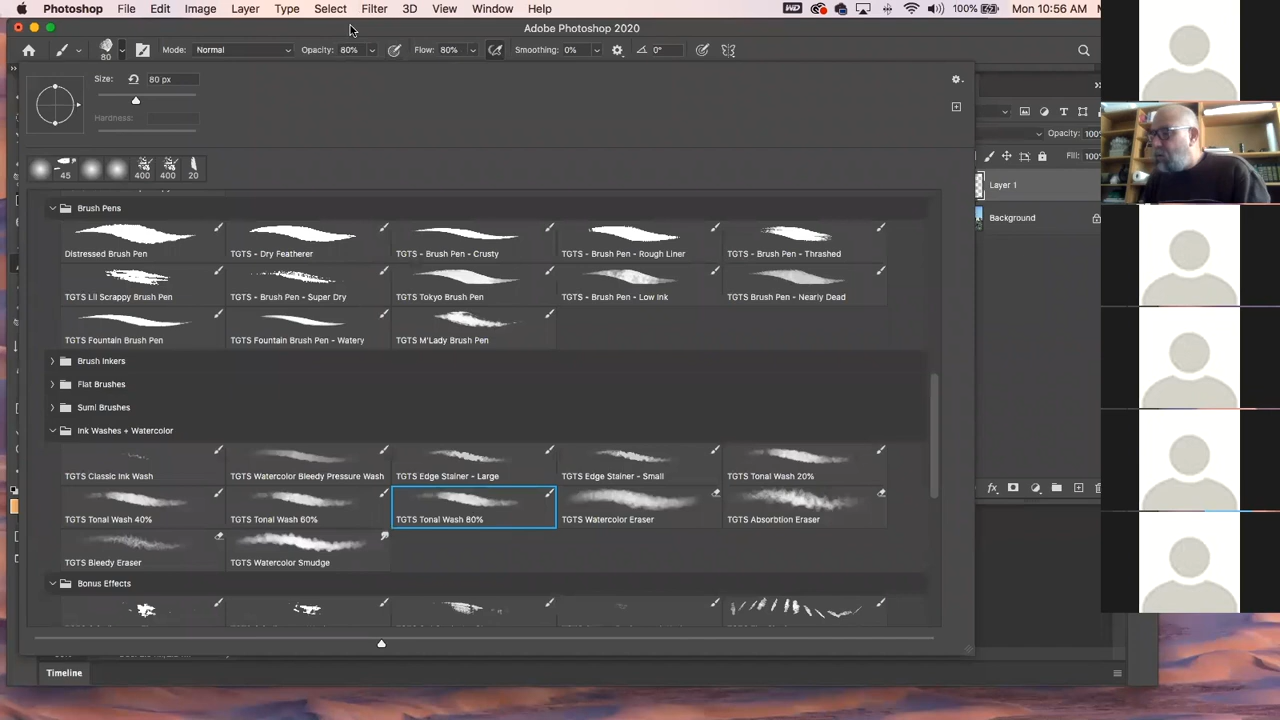 Photoshop File Edit Image Layer Type Select Filter 3D View Window Help 100% Mon 10:56 AM
Adobe Photoshop 2020
80 Mode: Normal Opacity: 80% Flow: 80% Smoothing: 0% 0°
Size: 80 px
Hardness:
Opacity: 100%
Fill: 100%
45 400 400 20
Layer 1
Background
Brush Pens
Distressed Brush Pen TGTS - Dry Featherer TGTS - Brush Pen - Crusty TGTS - Brush Pen - Rough Liner TGTS - Brush Pen - Thrashed
TGTS Lil Scrappy Brush Pen TGTS - Brush Pen - Super Dry TGTS Tokyo Brush Pen TGTS - Brush Pen - Low Ink TGTS Brush Pen - Nearly Dead
TGTS Fountain Brush Pen TGTS Fountain Brush Pen - Watery TGTS M'Lady Brush Pen
Brush Inkers
Flat Brushes
Sumi Brushes
Ink Washes + Watercolor
TGTS Classic Ink Wash TGTS Watercolor Bleedy Pressure Wash TGTS Edge Stainer - Large TGTS Edge Stainer - Small TGTS Tonal Wash 20%
TGTS Tonal Wash 40% TGTS Tonal Wash 60% TGTS Tonal Wash 80% TGTS Watercolor Eraser TGTS Absorbtion Eraser
TGTS Bleedy Eraser TGTS Watercolor Smudge
Bonus Effects
Timeline